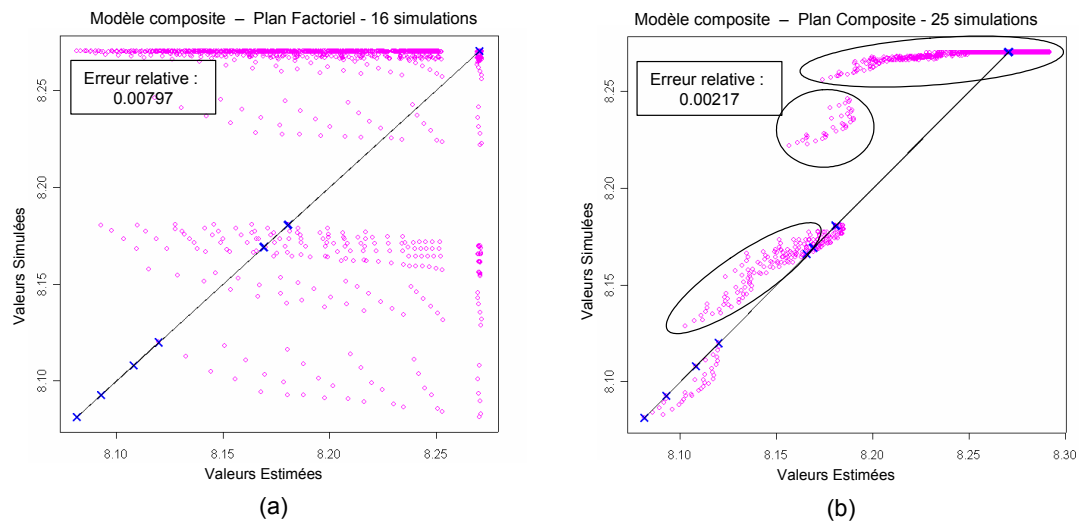 Modèle composite – Plan Factoriel - 16 simulations
Erreur relative :
0.00797
Valeurs Simulées
8.25
8.20
8.15
8.10
8.10
8.15
8.20
8.25
Valeurs Estimées
(a)
Modèle composite – Plan Composite - 25 simulations
Erreur relative :
0.00217
Valeurs Simulées
8.25
8.20
8.15
8.10
8.10
8.15
8.20
8.25
8.30
Valeurs Estimées
(b)